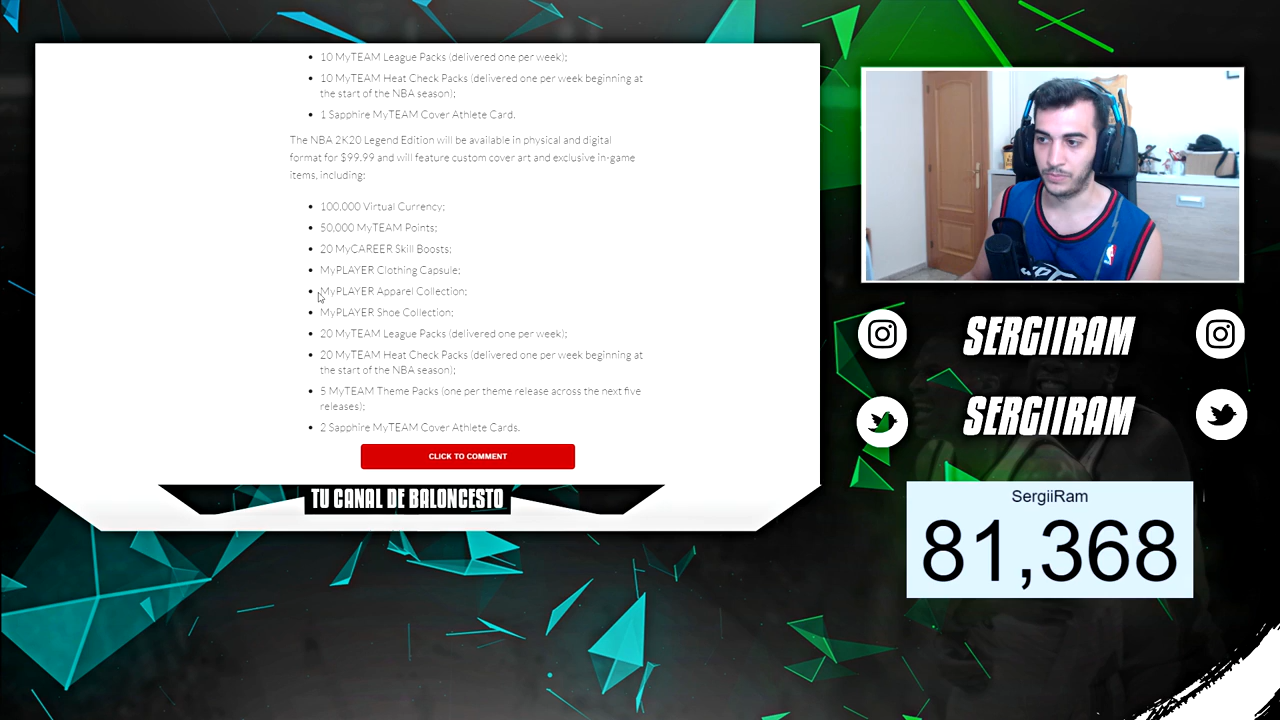 10 MyTEAM League Packs (delivered one per week);
10 MyTEAM Heat Check Packs (delivered one per week beginning at
the start of the NBA season);
1 Sapphire MyTEAM Cover Athlete Card.
The NBA 2K20 Legend Edition will be available in physical and digital
format for $99.99 and will feature custom cover art and exclusive in-game
items, including:
100,000 Virtual Currency;
50,000 MyTEAM Points;
20 MyCAREER Skill Boosts;
MyPLAYER Clothing Capsule;
MyPLAYER Apparel Collection;
MyPLAYER Shoe Collection;
20 MyTEAM League Packs (delivered one per week);
20 MyTEAM Heat Check Packs (delivered one per week beginning at
the start of the NBA season);
5 MyTEAM Theme Packs (one per theme release across the next five
releases);
2 Sapphire MyTEAM Cover Athlete Cards.
CLICK TO COMMENT
TU CANAL DE BALONCESTO
SERGIIRAM
SERGIIRAM
SergiiRam
81,368